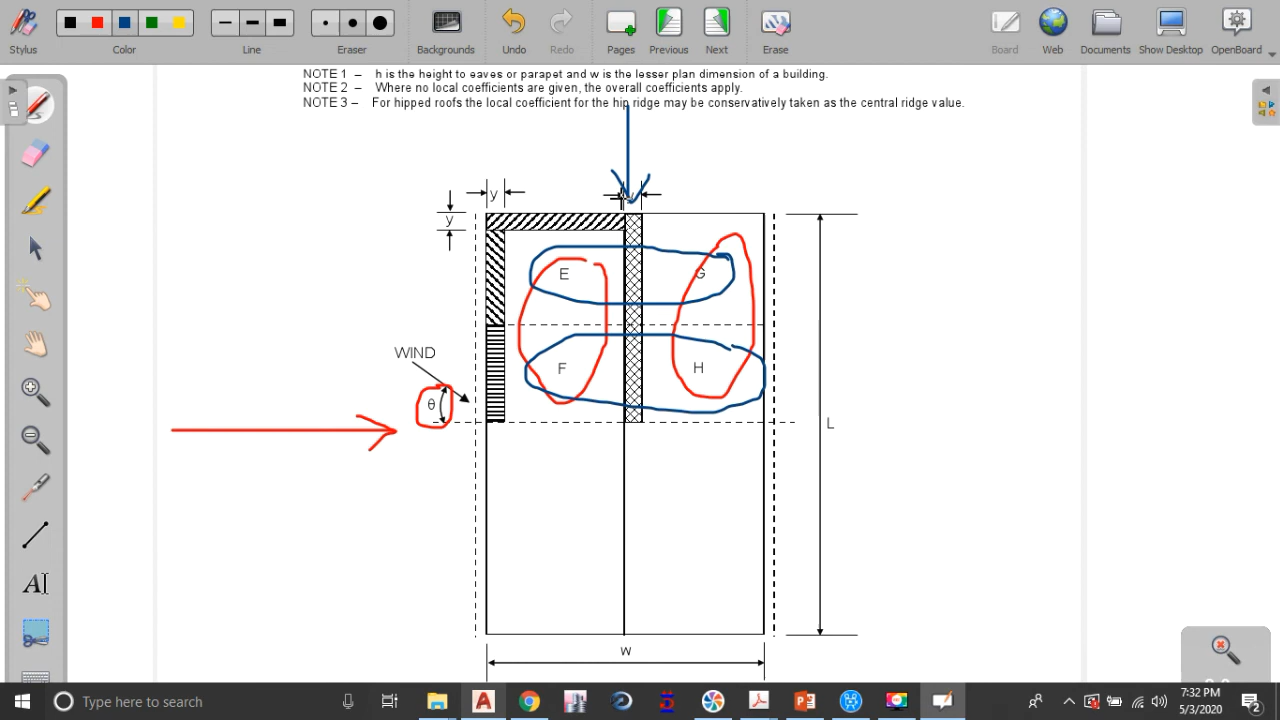 Stylus
Color
Line
Eraser
Backgrounds
Undo
Redo
Pages
Previous
Next
Erase
Board
Web
Documents
Show Desktop
OpenBoard
NOTE 1 – h is the height to eaves or parapet and w is the lesser plan dimension of a building.
NOTE 2 – Where no local coefficients are given, the overall coefficients apply.
NOTE 3 – For hipped roofs the local coefficient for the hip ridge may be conservatively taken as the central ridge value.
y
y
E
G
WIND
F
H
θ
L
w
Type here to search
7:32 PM
5/3/2020
2